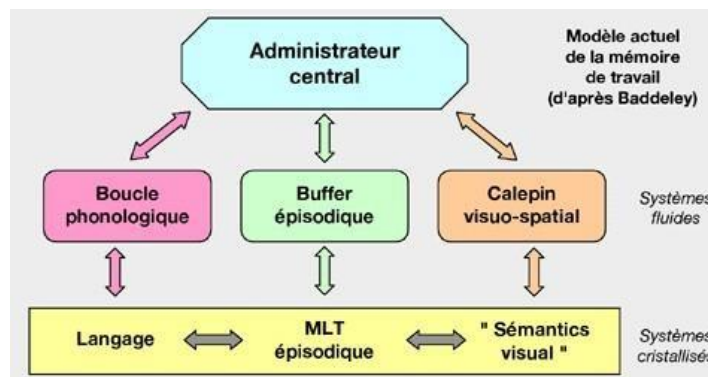 Administrateur
central
Modèle actuel
de la mémoire
de travail
(d'après Baddeley)
Boucle
phonologique
Buffer
épisodique
Calepin
visuo-spatial
Systèmes
fluides
Langage
MLT
épisodique
" Sémantics
visual "
Systèmes
cristallisés